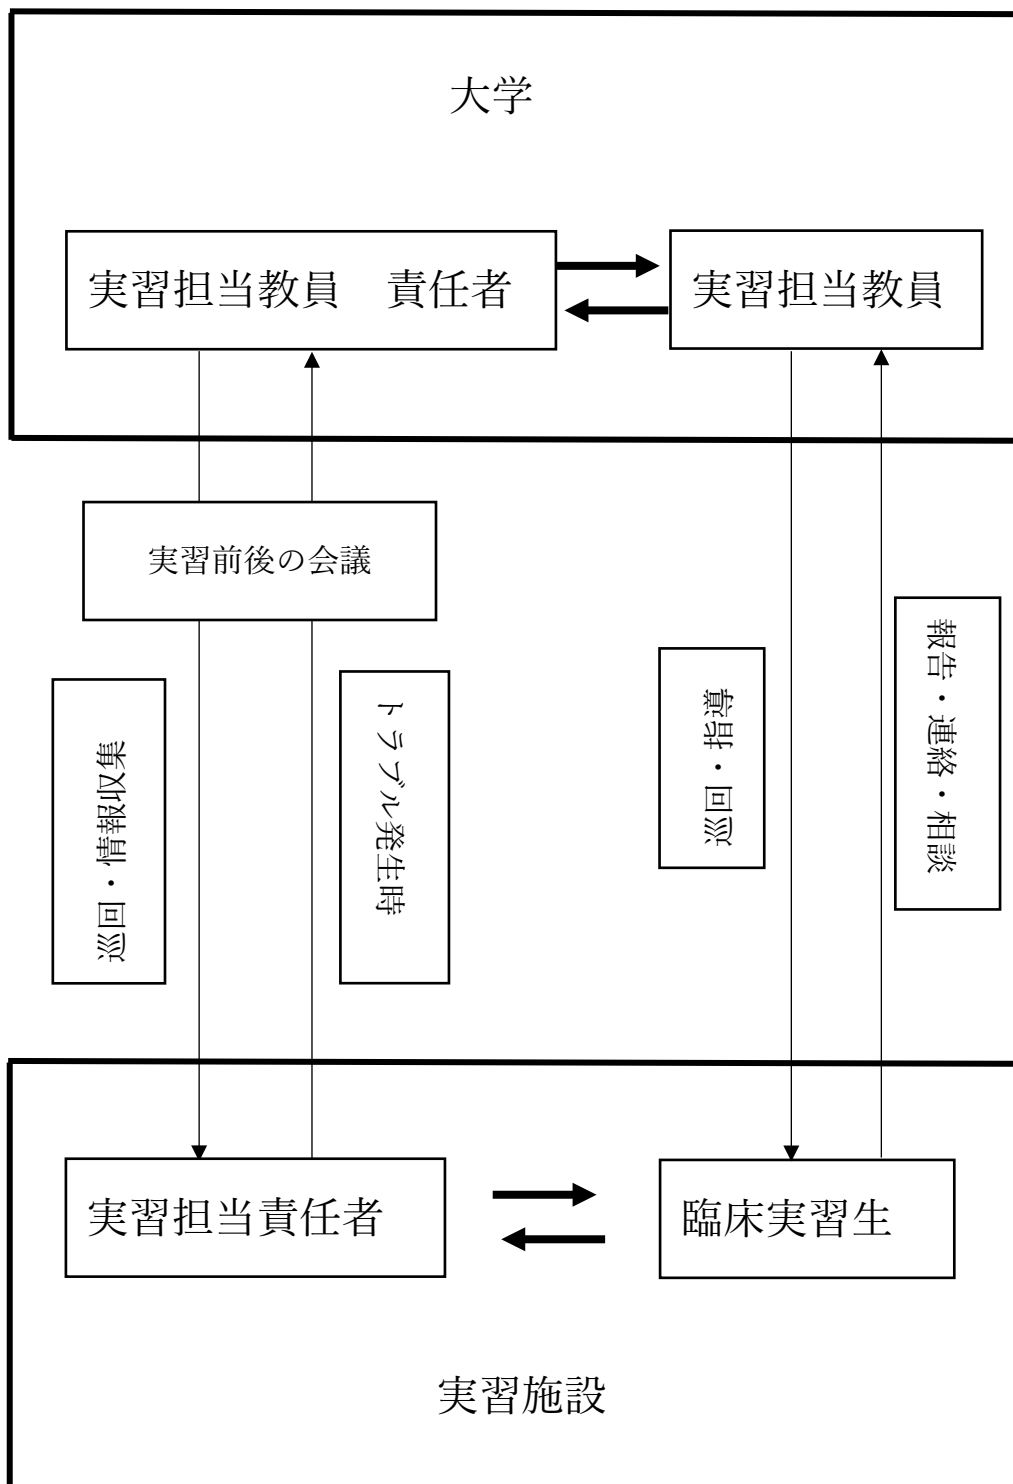 大学
実習担当教員　責任者
実習担当教員
実習前後の会議
巡回・情報収集
トラブル発生時
巡回・指導
報告・連絡・相談
実習担当責任者
臨床実習生
実習施設